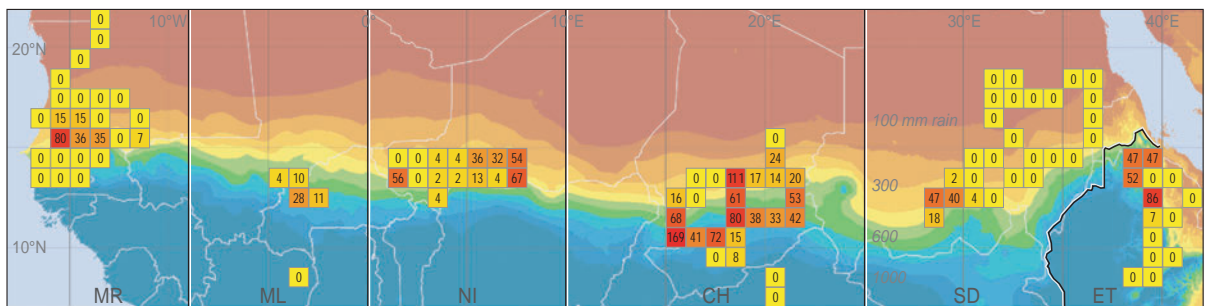 0 10°W 0° 10°E 20°E 30°E 40°E
0
20°N
0
0 0 0 0 0
0 0 0 0 0 0 0 0 0
0 15 15 0 0 100 mm rain 0 0
80 36 35 0 7 0 0 0
0 0 0 0 0 0 4 4 36 32 54 24 0 0 0 0 0 47 47
0 0 0 4 10 56 0 2 2 13 4 67 0 0 111 17 14 20 300 2 0 0 0 52 0 0
28 11 4 16 0 61 53 47 40 4 0 86 0
68 80 38 33 42 18 7 0
169 41 72 15 600 0
10°N
0 8 0 0
0 0 1000 0 0
MR ML NI CH 0 SD ET